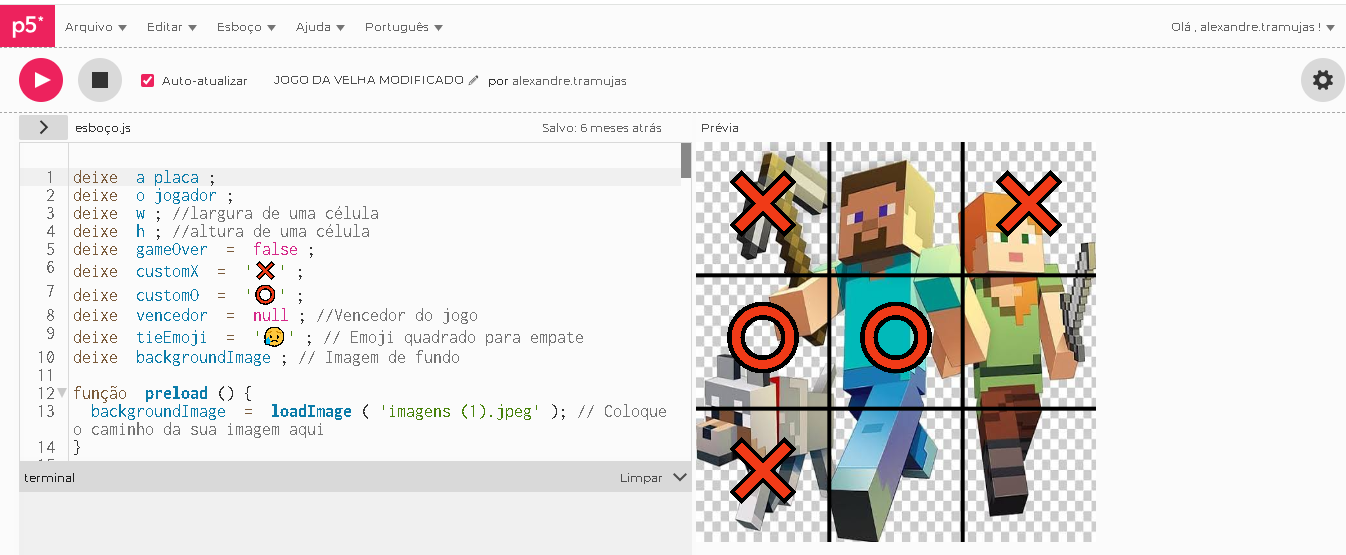 p5* Arquivo Editar Esboço Ajuda Português Olá , alexandre.tramujas !
Auto-atualizar JOGO DA VELHA MODIFICADO por alexandre.tramujas
esboço.js Salvo: 6 meses atrás Prévia
1 deixe a placa ;
2 deixe o jogador ;
3 deixe w ; //largura de uma célula
4 deixe h ; //altura de uma célula
5 deixe gameOver = false ;
6 deixe customX = '❌' ;
7 deixe customO = '⭕' ;
8 deixe vencedor = null ; //Vencedor do jogo
9 deixe tieEmoji = '😥' ; // Emoji quadrado para empate
10 deixe backgroundImage ; // Imagem de fundo
11
12 função preload () {
13 backgroundImage = loadImage ( 'imagens (1).jpeg' ); // Coloque
o caminho da sua imagem aqui
14 }
terminal Limpar